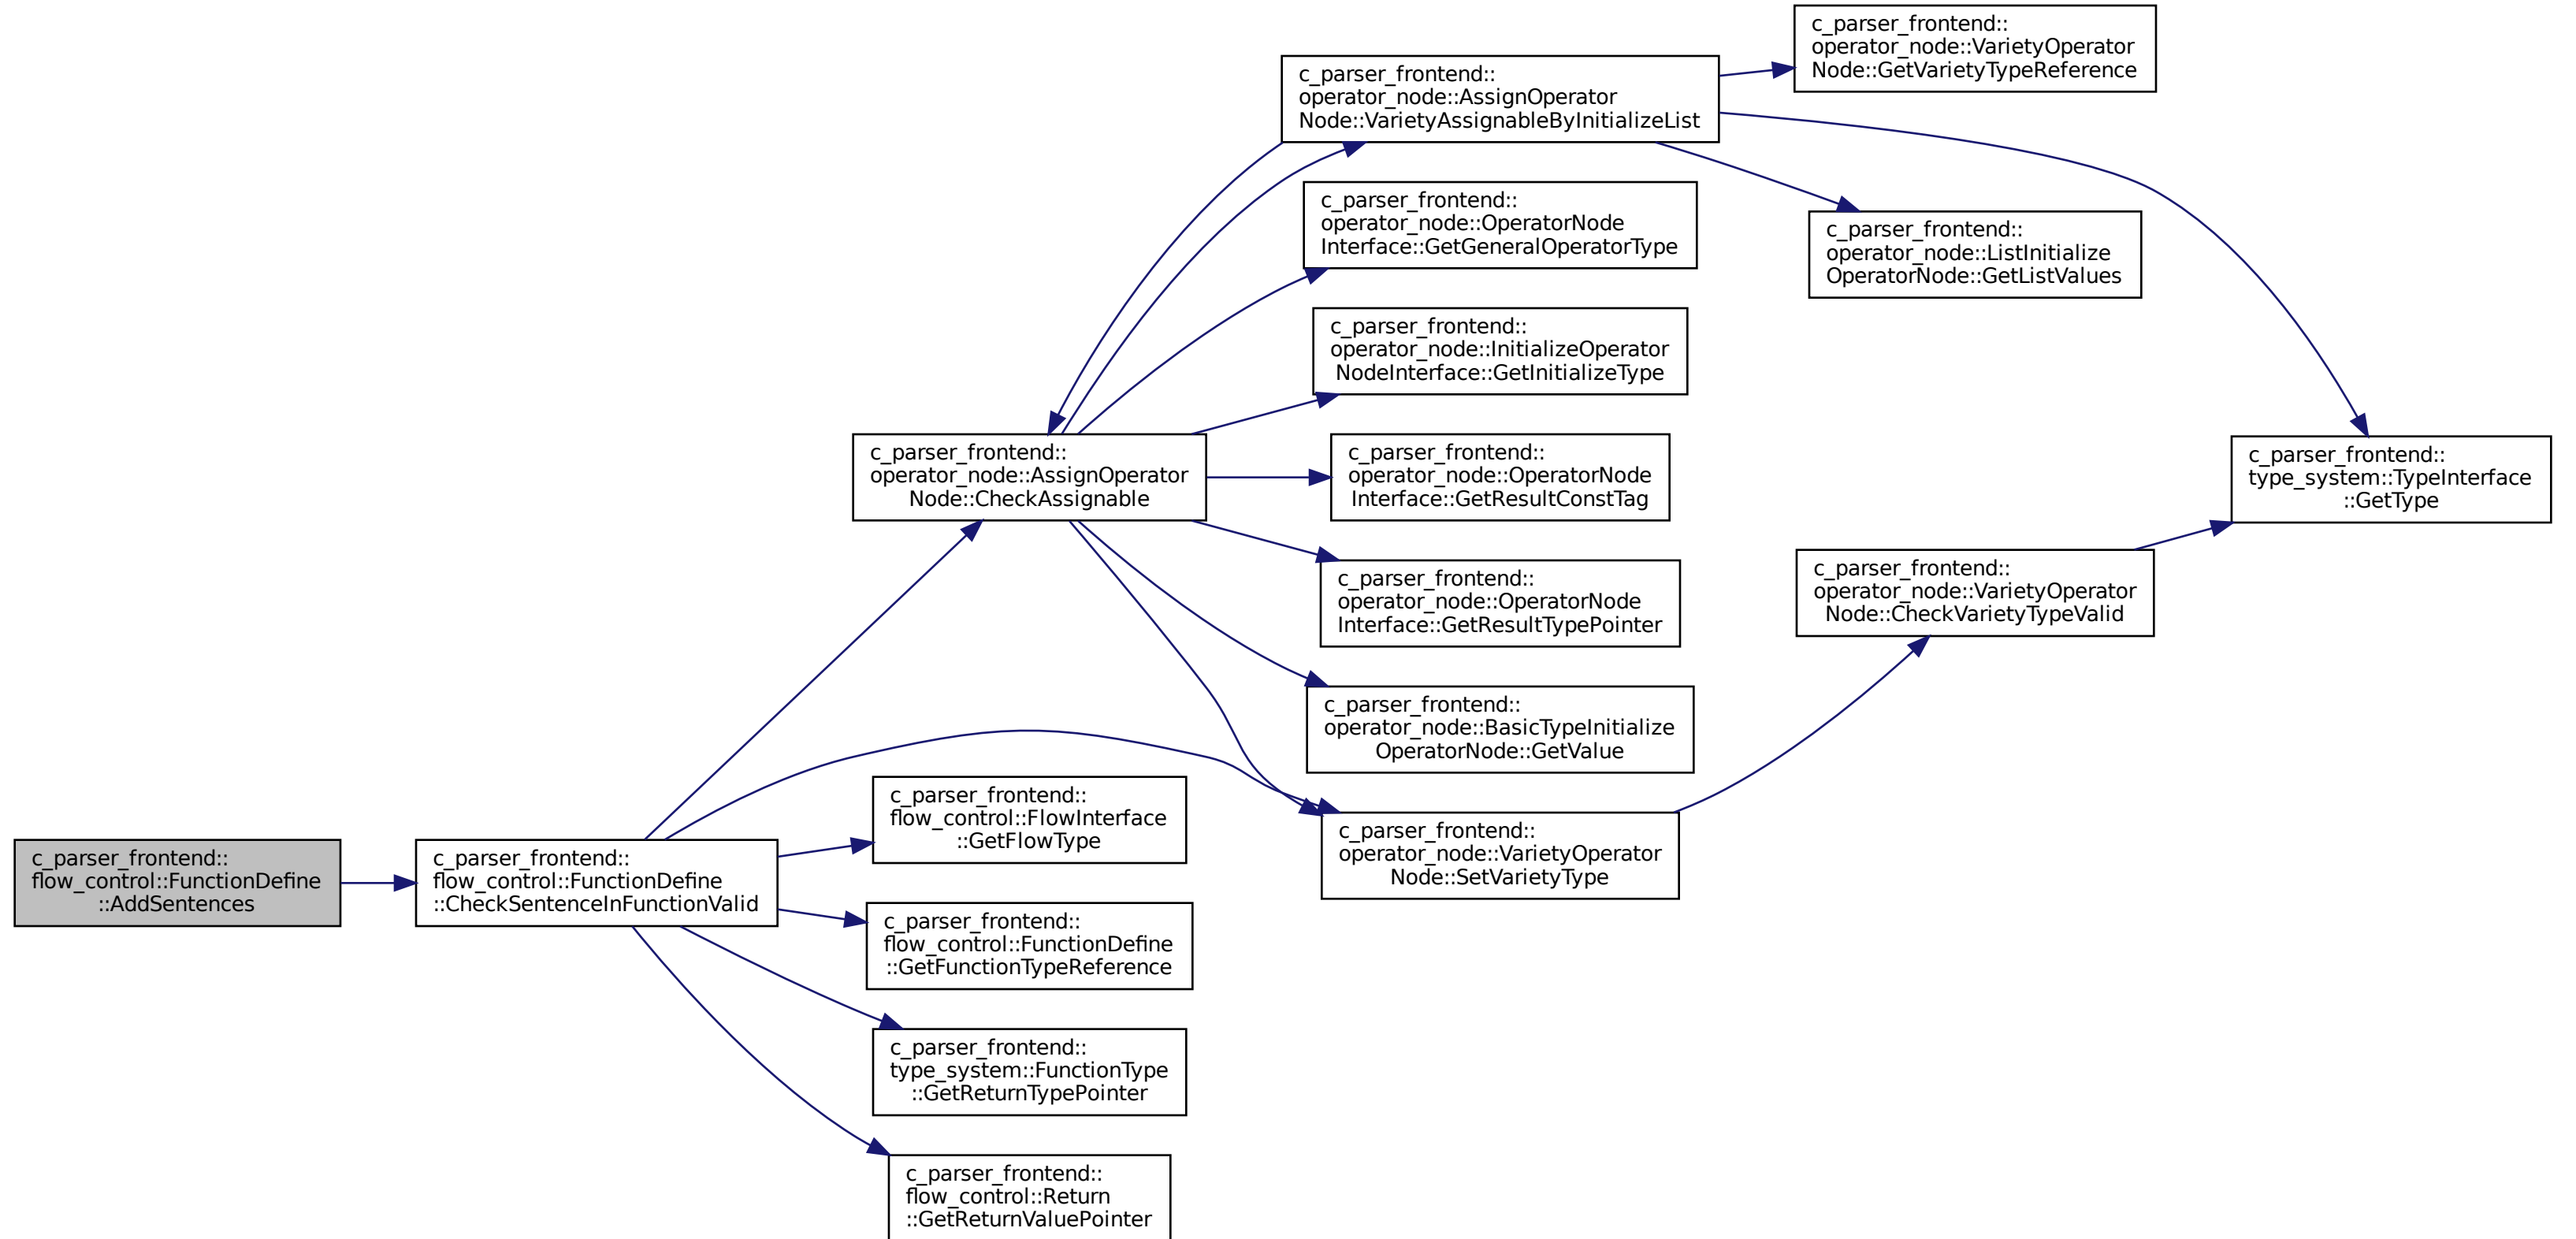 c_parser_frontend::
operator_node::VarietyOperator
Node::GetVarietyTypeReference
c_parser_frontend::
operator_node::AssignOperator
Node::VarietyAssignableByInitializeList
c_parser_frontend::
operator_node::OperatorNode
Interface::GetGeneralOperatorType
c_parser_frontend::
operator_node::ListInitialize
OperatorNode::GetListValues
c_parser_frontend::
operator_node::InitializeOperator
NodeInterface::GetInitializeType
c_parser_frontend::
operator_node::AssignOperator
Node::CheckAssignable
c_parser_frontend::
operator_node::OperatorNode
Interface::GetResultConstTag
c_parser_frontend::
type_system::TypeInterface
::GetType
c_parser_frontend::
operator_node::OperatorNode
Interface::GetResultTypePointer
c_parser_frontend::
operator_node::VarietyOperator
Node::CheckVarietyTypeValid
c_parser_frontend::
operator_node::BasicTypeInitialize
OperatorNode::GetValue
c_parser_frontend::
flow_control::FlowInterface
::GetFlowType
c_parser_frontend::
operator_node::VarietyOperator
Node::SetVarietyType
c_parser_frontend::
flow_control::FunctionDefine
::AddSentences
c_parser_frontend::
flow_control::FunctionDefine
::CheckSentenceInFunctionValid
c_parser_frontend::
flow_control::FunctionDefine
::GetFunctionTypeReference
c_parser_frontend::
type_system::FunctionType
::GetReturnTypePointer
c_parser_frontend::
flow_control::Return
::GetReturnValuePointer